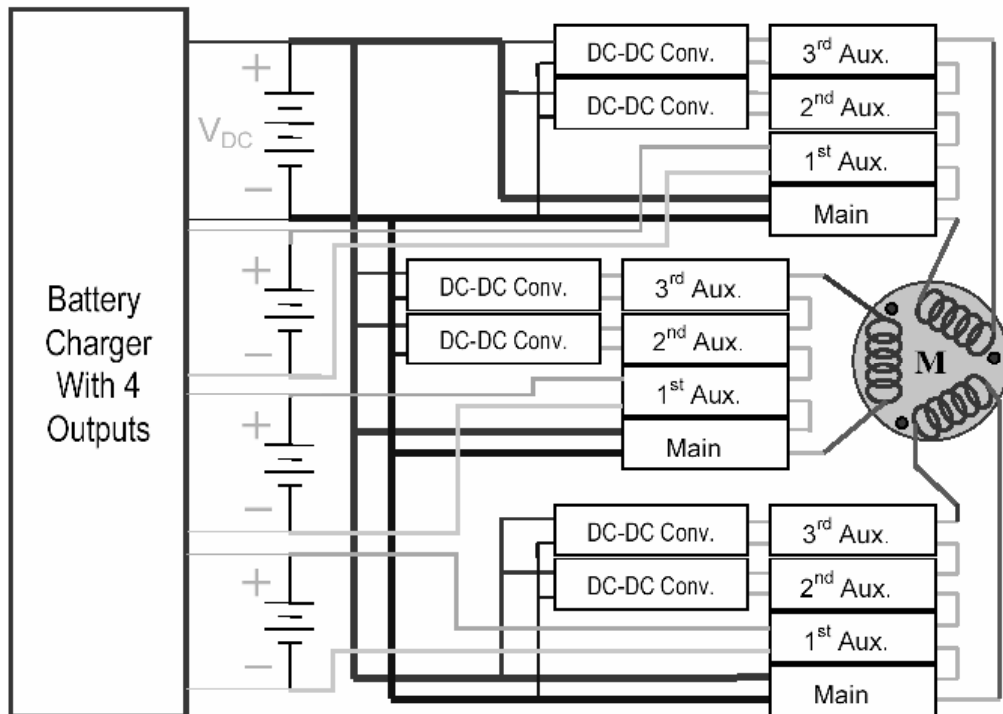 DC-DC Conv.
3rd Aux.
DC-DC Conv.
2nd Aux.
1st Aux.
Main
+
VDC
−
Battery
Charger
With 4
Outputs
+
−
DC-DC Conv.
3rd Aux.
DC-DC Conv.
2nd Aux.
1st Aux.
Main
M
+
−
DC-DC Conv.
3rd Aux.
DC-DC Conv.
2nd Aux.
1st Aux.
Main
+
−